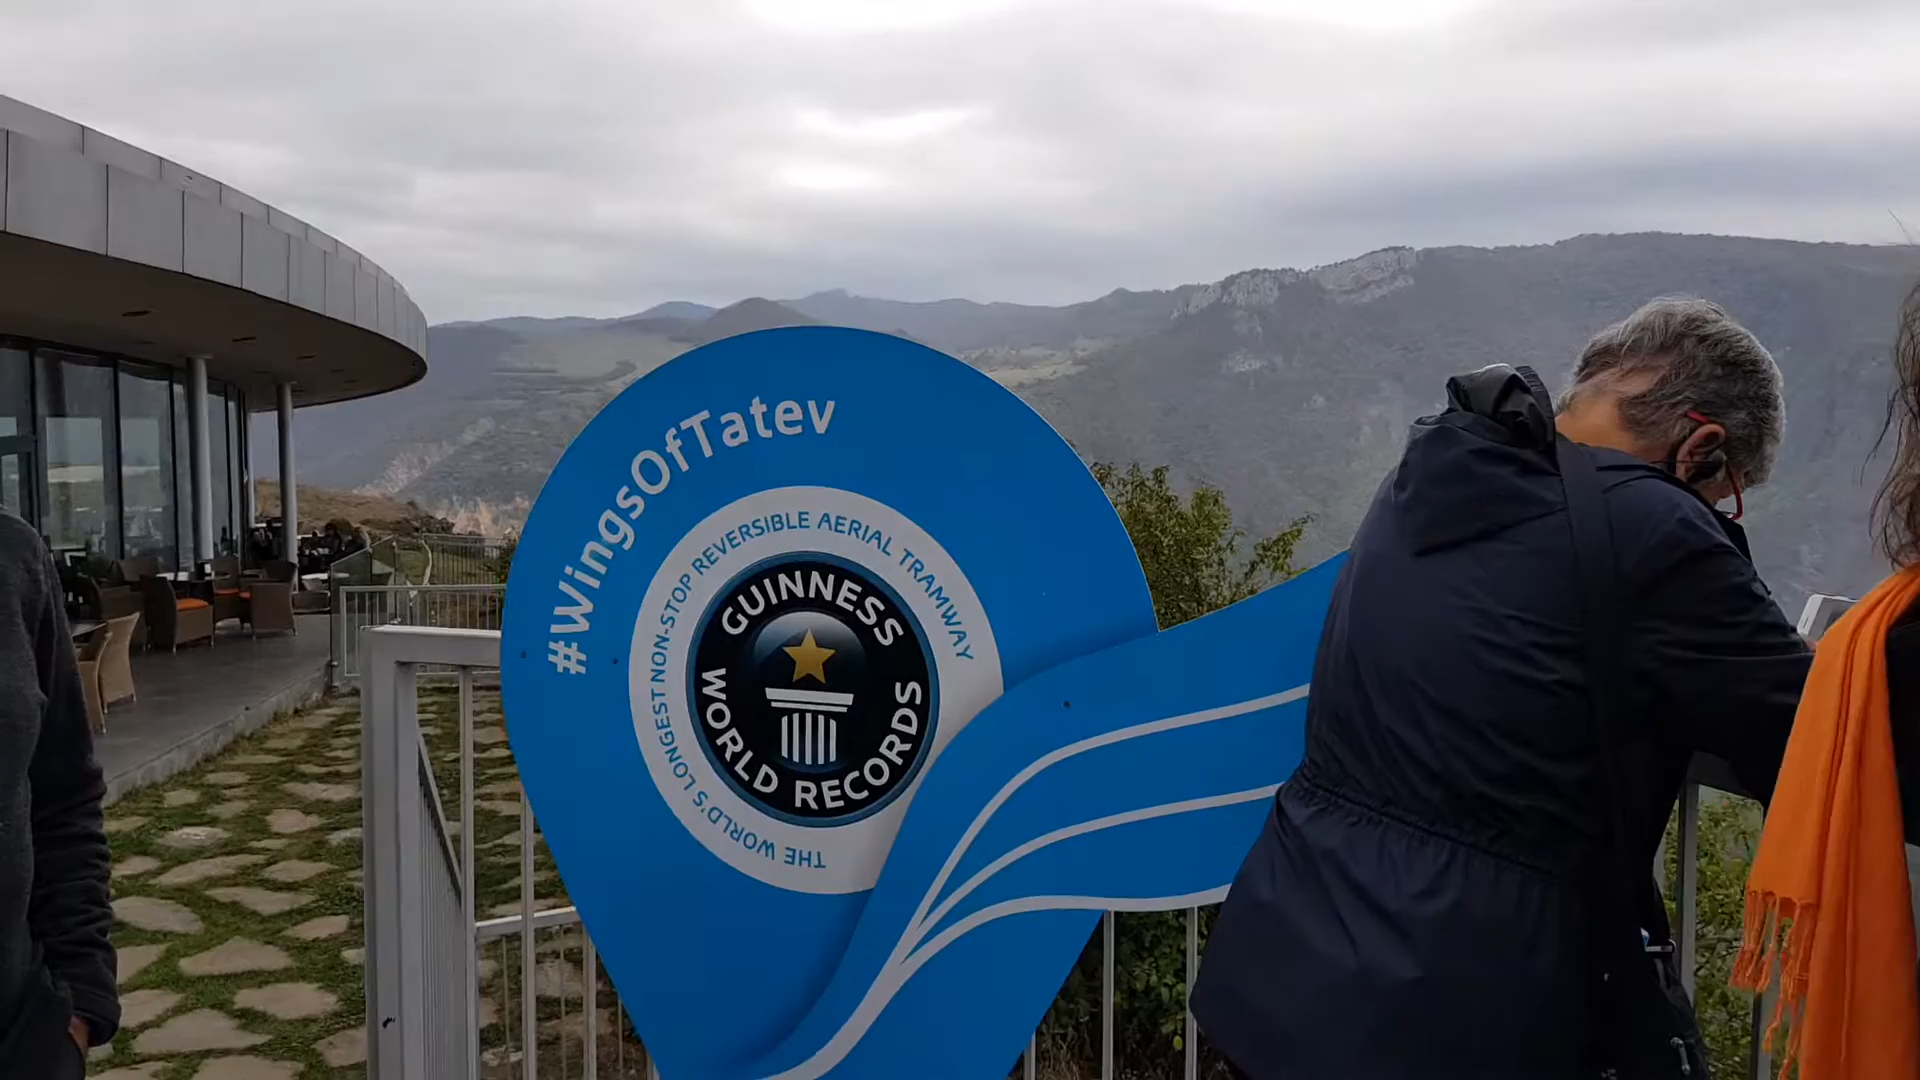 #WingsOfTatev
THE WORLD'S LONGEST NON-STOP REVERSIBLE AERIAL TRAMWAY
GUINNESS
WORLD RECORDS